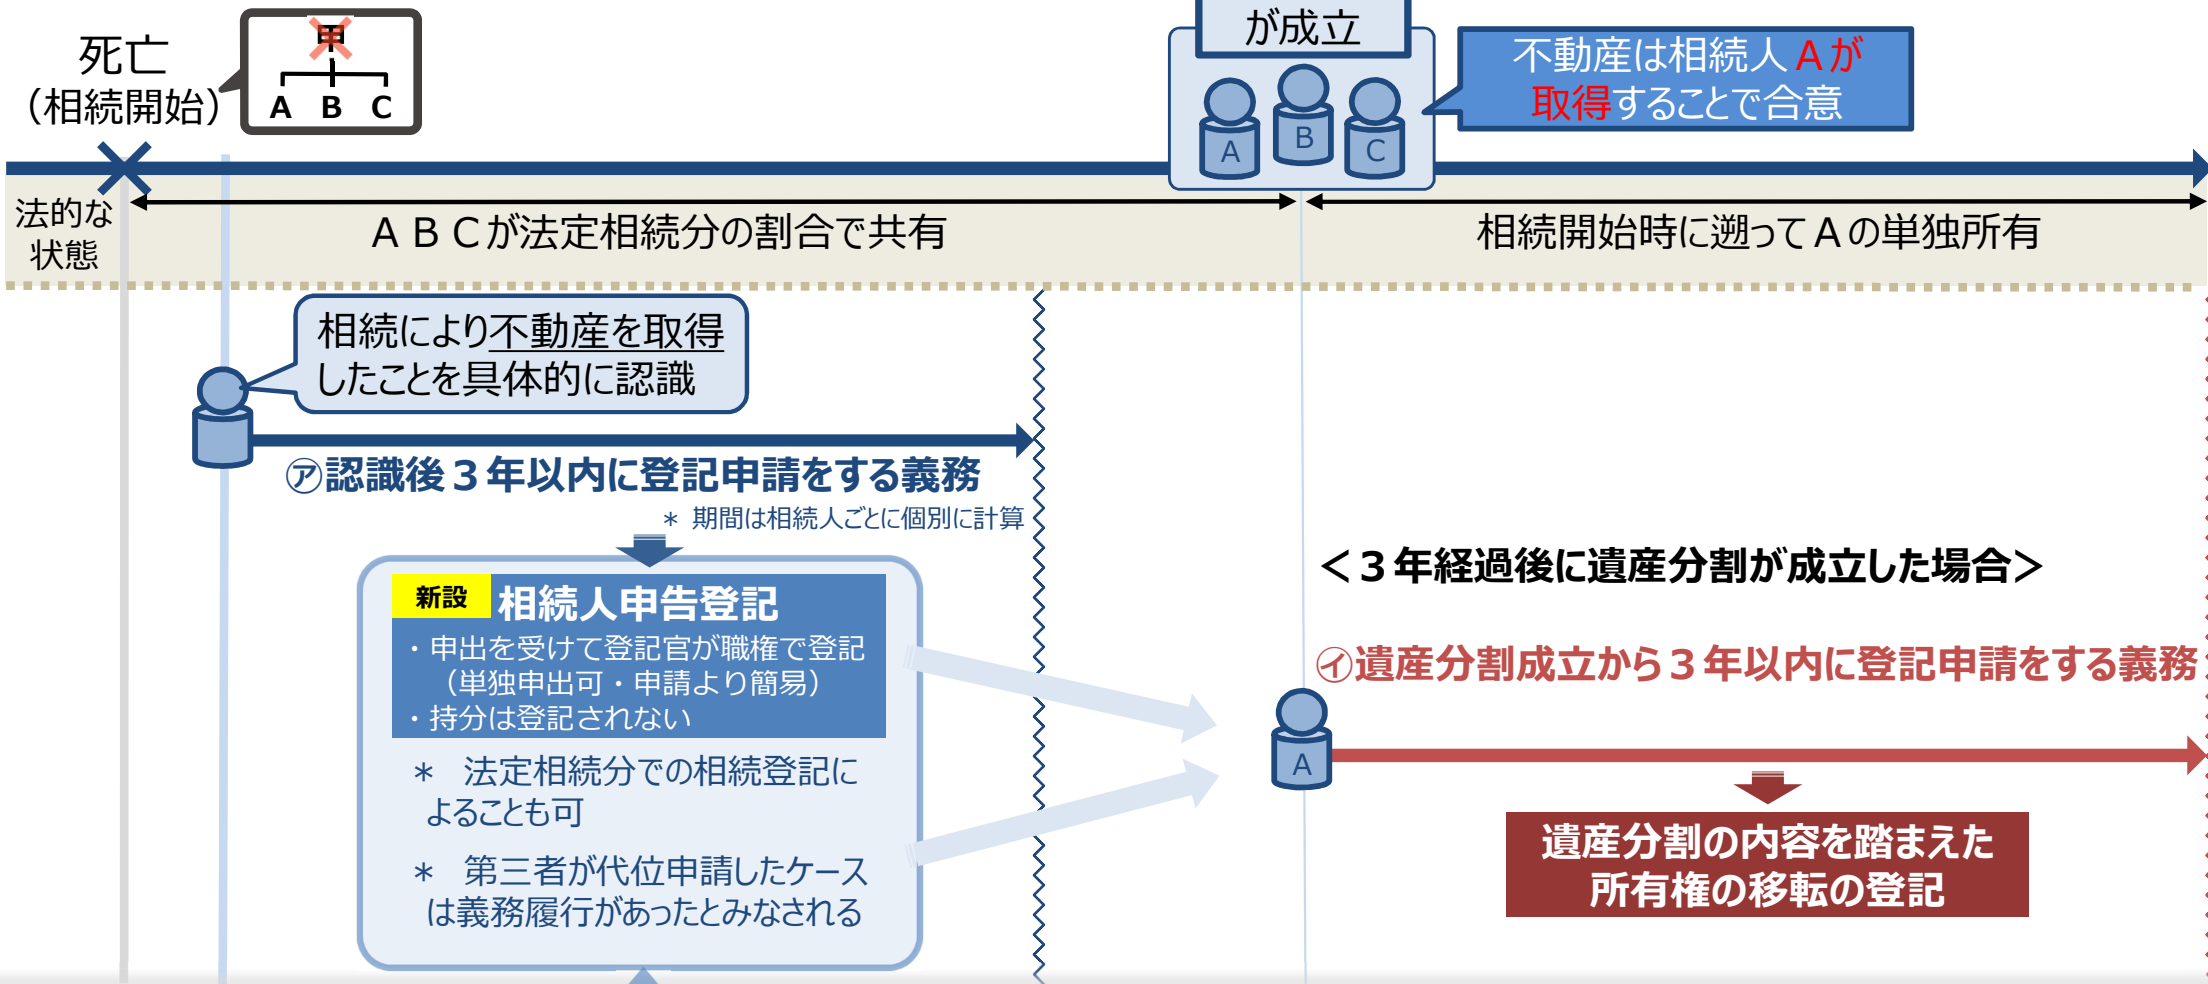 死亡
（相続開始）
甲
A B C
が成立
A
B
C
不動産は相続人Aが
取得することで合意
法的な
状態
ＡＢＣが法定相続分の割合で共有
相続開始時に遡ってＡの単独所有
相続により不動産を取得
したことを具体的に認識
㋐認識後３年以内に登記申請をする義務
＊ 期間は相続人ごとに個別に計算
新設 相続人申告登記
・申出を受けて登記官が職権で登記
（単独申出可・申請より簡易）
・持分は登記されない
＊ 法定相続分での相続登記に
よることも可
＊ 第三者が代位申請したケース
は義務履行があったとみなされる
＜３年経過後に遺産分割が成立した場合＞
㋑遺産分割成立から３年以内に登記申請をする義務
A
遺産分割の内容を踏まえた
所有権の移転の登記